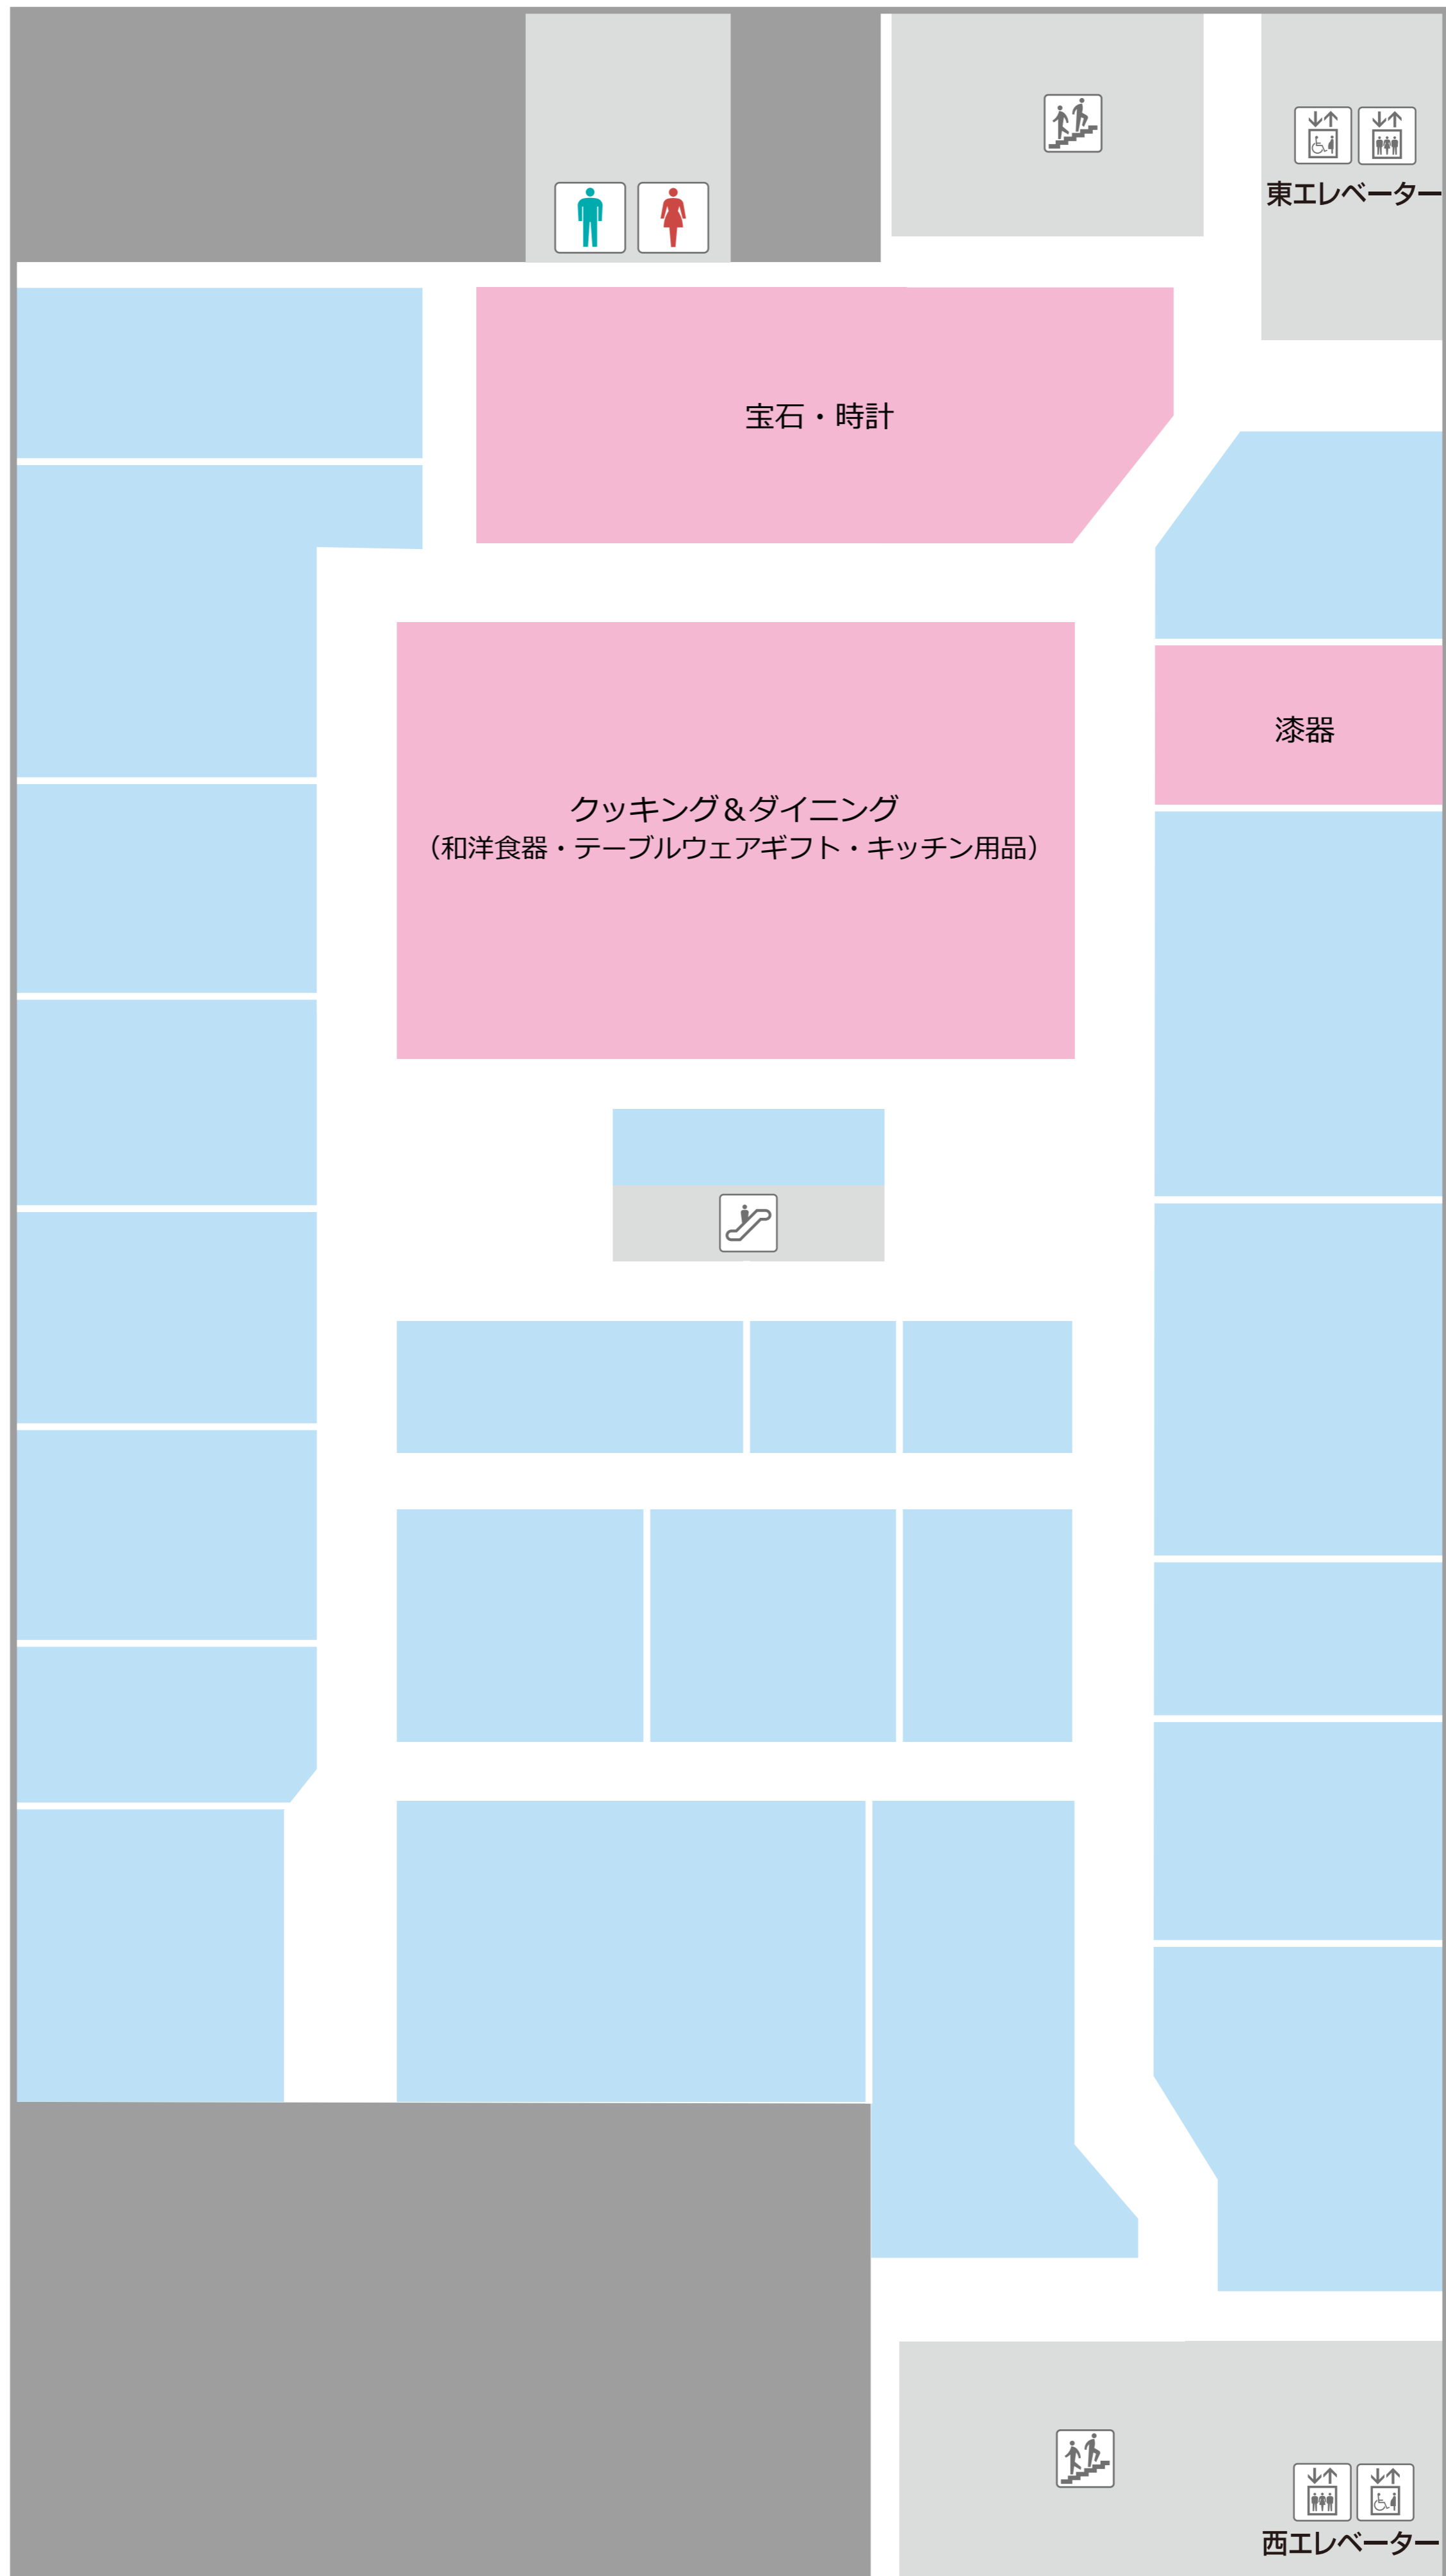 東エレベーター
宝石・時計
漆器
クッキング＆ダイニング
（和洋食器・テーブルウェアギフト・キッチン用品）
西エレベーター